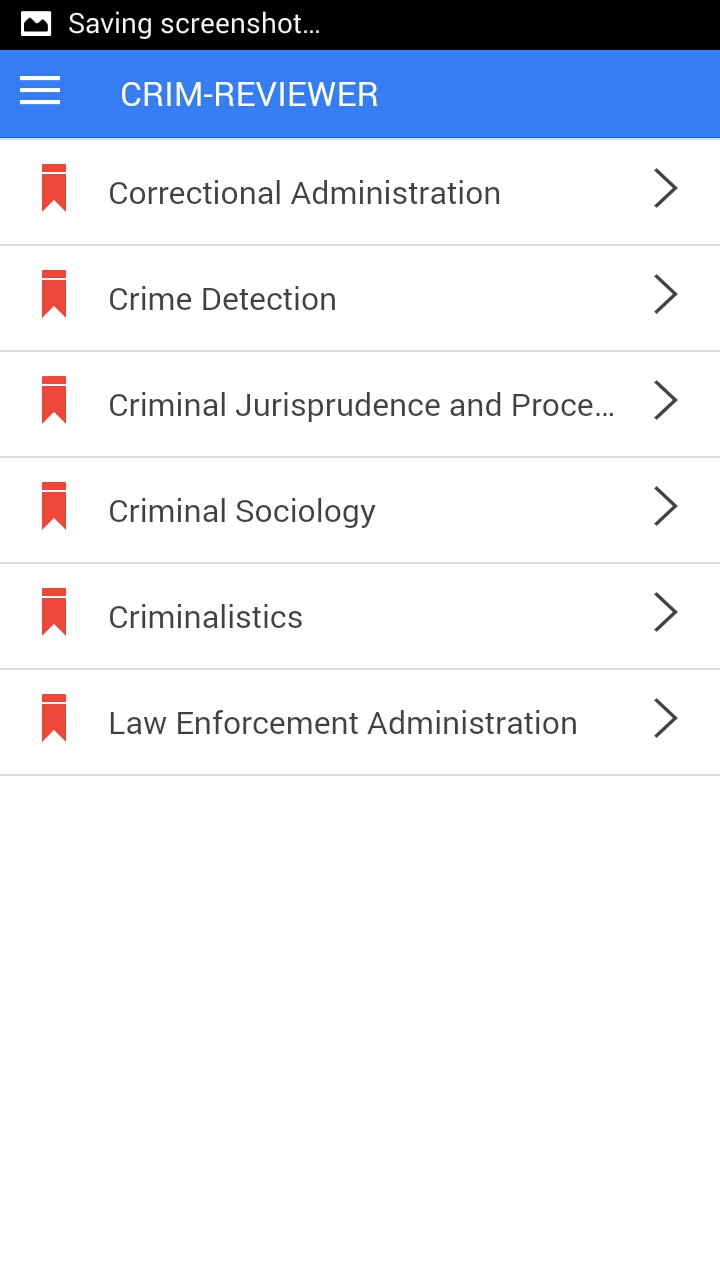 Saving screenshot...
CRIM-REVIEWER
Correctional Administration
Crime Detection
Criminal Jurisprudence and Proce...
Criminal Sociology
Criminalistics
Law Enforcement Administration